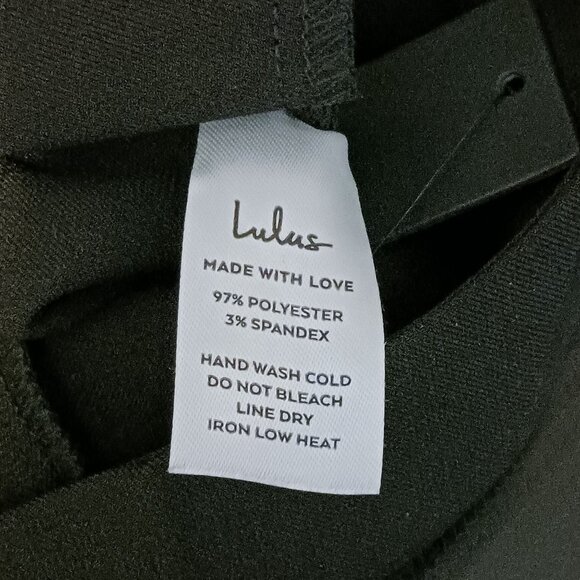 Lulus
MADE WITH LOVE
97% POLYESTER
3% SPANDEX
HAND WASH COLD
DO NOT BLEACH
LINE DRY
IRON LOW HEAT